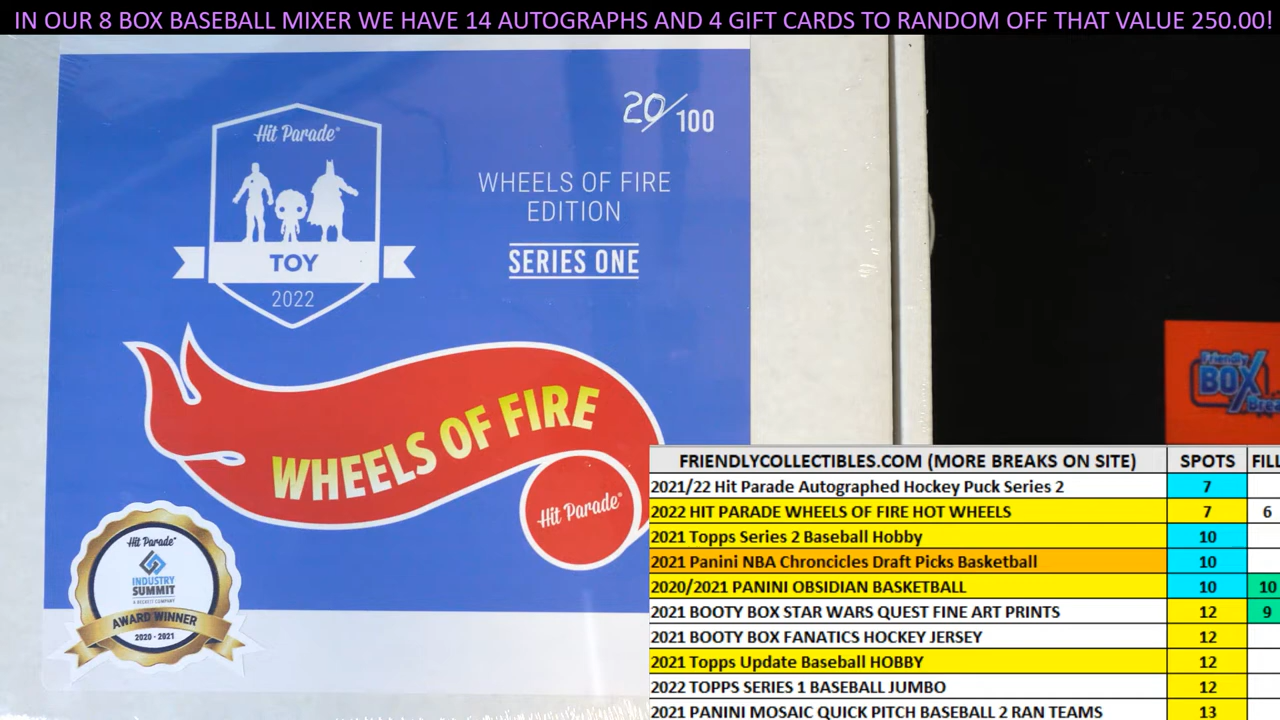 IN OUR 8 BOX BASEBALL MIXER WE HAVE 14 AUTOGRAPHS AND 4 GIFT CARDS TO RANDOM OFF THAT VALUE 250.00!
20/100
Hit Parade®
WHEELS OF FIRE
EDITION
SERIES ONE
TOY
2022
WHEELS OF FIRE
Hit Parade®
Hit Parade®
INDUSTRY
SUMMIT
A BECKETT COMPANY
AWARD WINNER
2020 - 2021
Friendly
BOX
FRIENDLYCOLLECTIBLES.COM (MORE BREAKS ON SITE) SPOTS FILL
2021/22 Hit Parade Autographed Hockey Puck Series 2 7
2022 HIT PARADE WHEELS OF FIRE HOT WHEELS 7 6
2021 Topps Series 2 Baseball Hobby 10
2021 Panini NBA Chroncicles Draft Picks Basketball 10
2020/2021 PANINI OBSIDIAN BASKETBALL 10 10
2021 BOOTY BOX STAR WARS QUEST FINE ART PRINTS 12 9
2021 BOOTY BOX FANATICS HOCKEY JERSEY 12
2021 Topps Update Baseball HOBBY 12
2022 TOPPS SERIES 1 BASEBALL JUMBO 12
2021 PANINI MOSAIC QUICK PITCH BASEBALL 2 RAN TEAMS 13